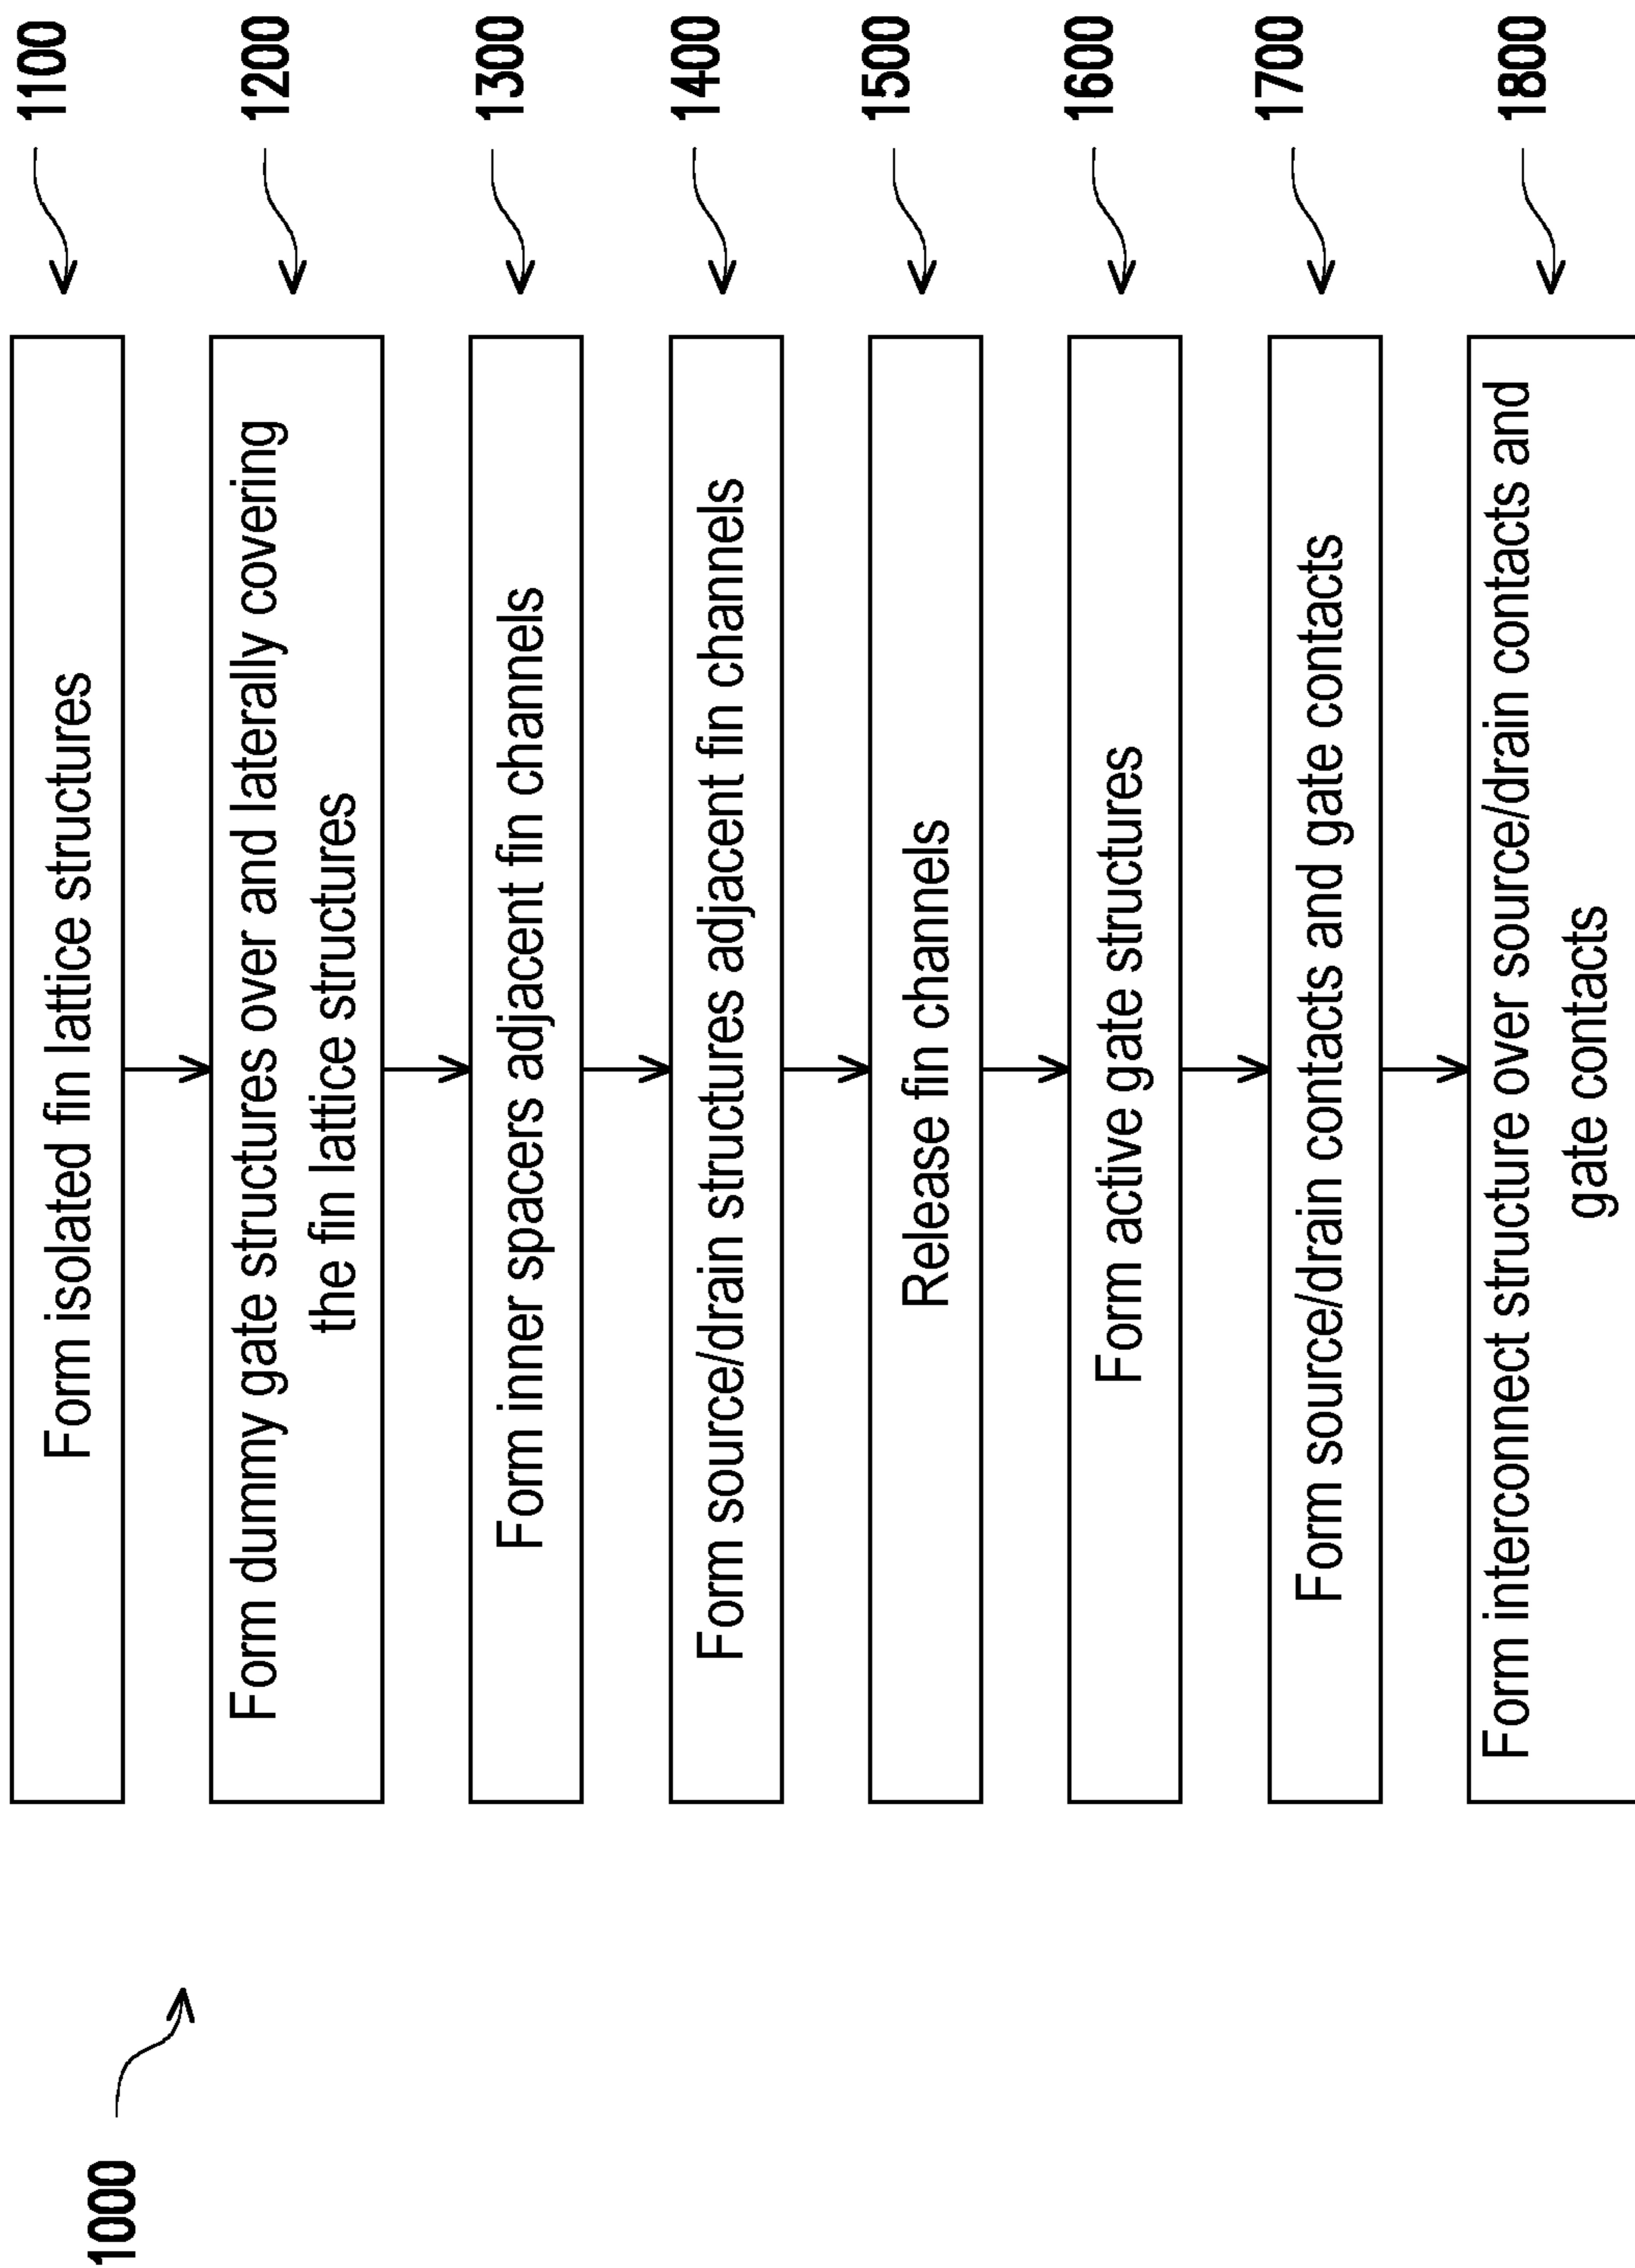 1000
Form isolated fin lattice structures
1100
Form dummy gate structures over and laterally covering
the fin lattice structures
1200
Form inner spacers adjacent fin channels
1300
Form source/drain structures adjacent fin channels
1400
Release fin channels
1500
Form active gate structures
1600
Form source/drain contacts and gate contacts
1700
Form interconnect structure over source/drain contacts and
gate contacts
1800